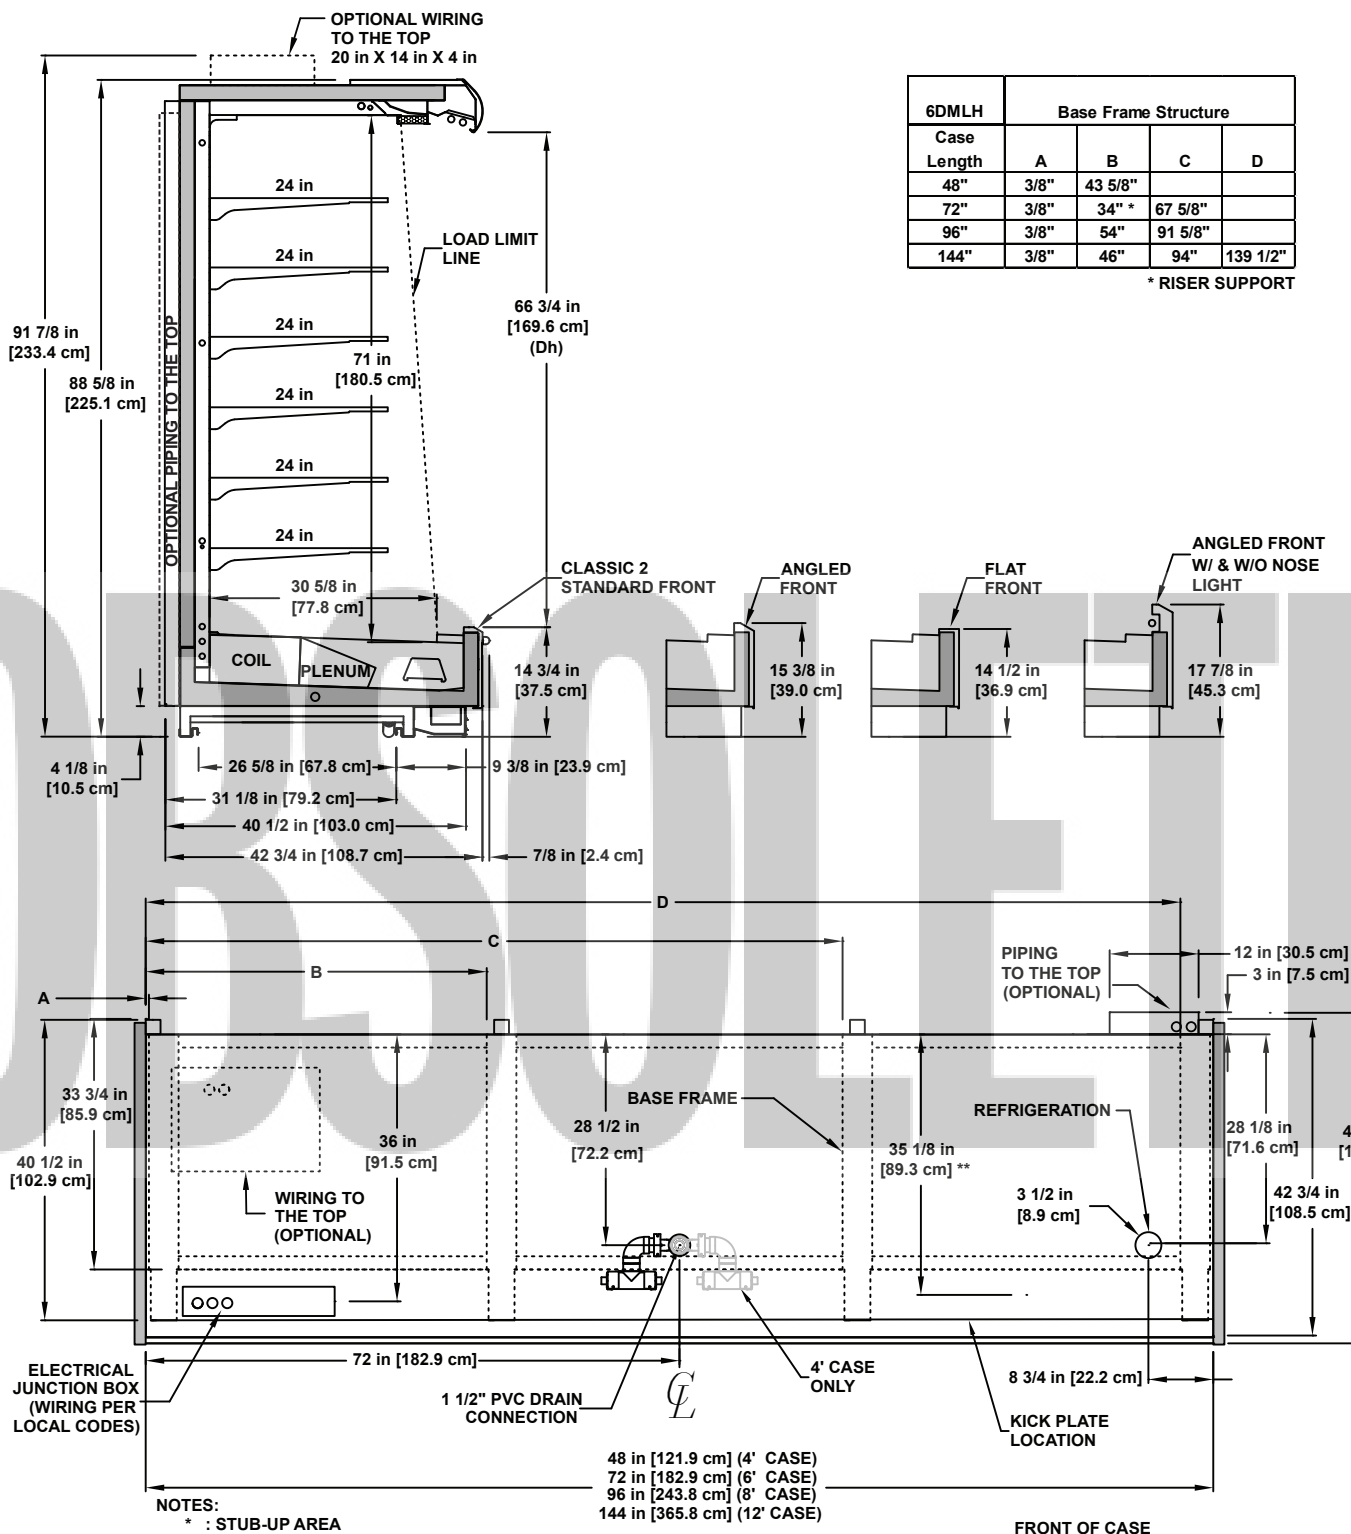 OPTIONAL WIRING
TO THE TOP
20 in X 14 in X 4 in
6DMLH Base Frame Structure
Case
Length A B C D
48" 3/8" 43 5/8"
72" 3/8" 34" * 67 5/8"
96" 3/8" 54" 91 5/8"
144" 3/8" 46" 94" 139 1/2"
* RISER SUPPORT
24 in
24 in
24 in
24 in
24 in
24 in
LOAD LIMIT
LINE
66 3/4 in
[169.6 cm]
(Dh)
91 7/8 in
[233.4 cm]
88 5/8 in
[225.1 cm]
71 in
[180.5 cm]
OPTIONAL PIPING TO THE TOP
30 5/8 in
[77.8 cm]
COIL
PLENUM
CLASSIC 2
STANDARD FRONT
14 3/4 in
[37.5 cm]
ANGLED
FRONT
15 3/8 in
[39.0 cm]
FLAT
FRONT
14 1/2 in
[36.9 cm]
ANGLED FRONT
W/ & W/O NOSE
LIGHT
17 7/8 in
[45.3 cm]
4 1/8 in
[10.5 cm]
26 5/8 in [67.8 cm]
9 3/8 in [23.9 cm]
31 1/8 in [79.2 cm]
40 1/2 in [103.0 cm]
42 3/4 in [108.7 cm]
7/8 in [2.4 cm]
OBSOLETE
D
C
B
A
PIPING
TO THE TOP
(OPTIONAL)
12 in [30.5 cm]
3 in [7.5 cm]
33 3/4 in
[85.9 cm]
40 1/2 in
[102.9 cm]
WIRING TO
THE TOP
(OPTIONAL)
36 in
[91.5 cm]
28 1/2 in
[72.2 cm]
BASE FRAME
35 1/8 in
[89.3 cm] **
REFRIGERATION
3 1/2 in
[8.9 cm]
28 1/8 in
[71.6 cm]
42 3/4 in
[108.5 cm]
72 in [182.9 cm]
CL
4' CASE
ONLY
8 3/4 in [22.2 cm]
ELECTRICAL
JUNCTION BOX
(WIRING PER
LOCAL CODES)
1 1/2" PVC DRAIN
CONNECTION
KICK PLATE
LOCATION
48 in [121.9 cm] (4' CASE)
72 in [182.9 cm] (6' CASE)
96 in [243.8 cm] (8' CASE)
144 in [365.8 cm] (12' CASE)
NOTES:
* : STUB-UP AREA
FRONT OF CASE